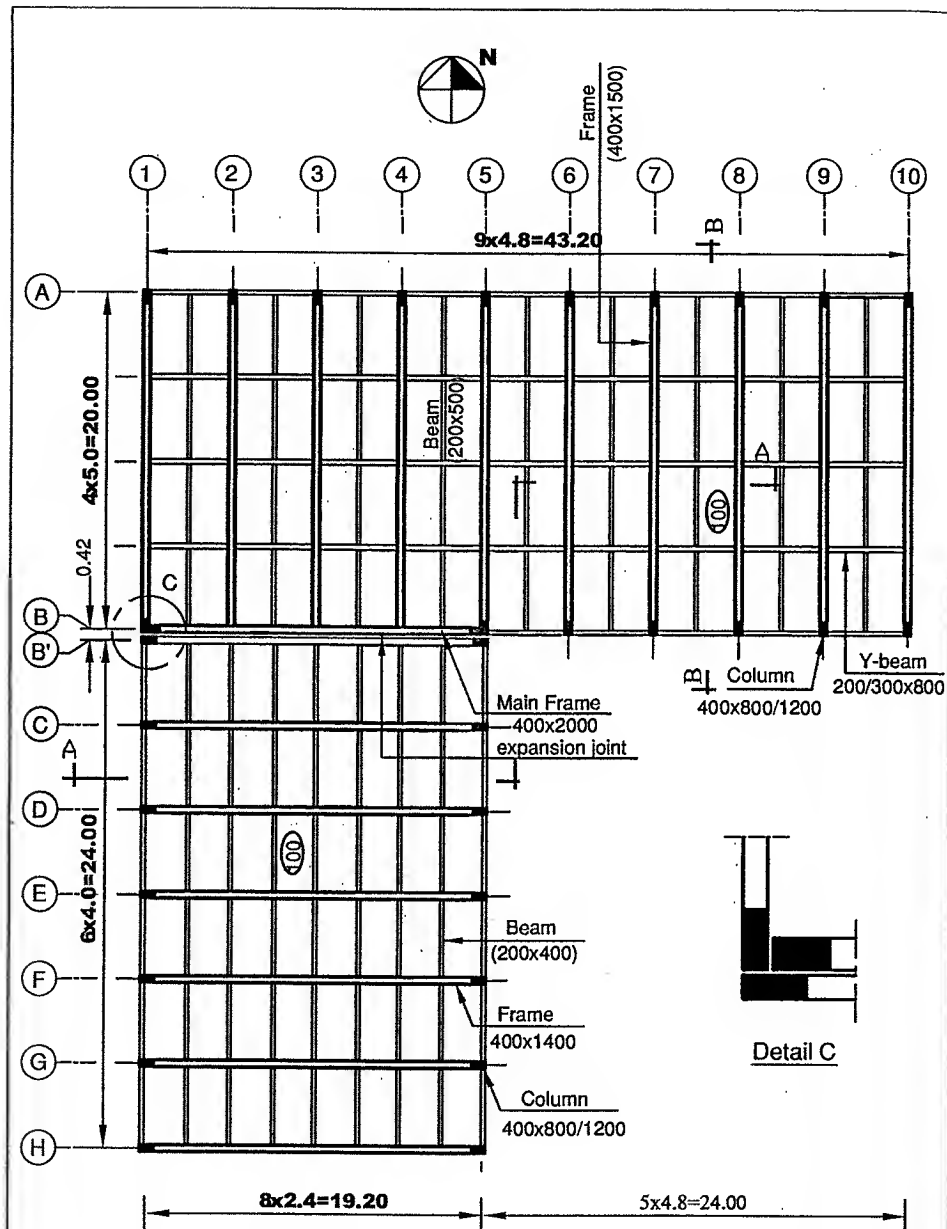 N
Frame
(400x1500)
1 2 3 4 5 6 7 8 9 10
9x4.8=43.20
B
A
4x5.0=20.00
Beam
(200x500)
A
100
0.42
C
B
B'
B
Column
400x800/1200
Y-beam
200/300x800
Main Frame
400x2000
expansion joint
C
A
D
6x4.0=24.00
100
E
Beam
(200x400)
F
Frame
400x1400
Detail C
G
Column
400x800/1200
H
8x2.4=19.20
5x4.8=24.00